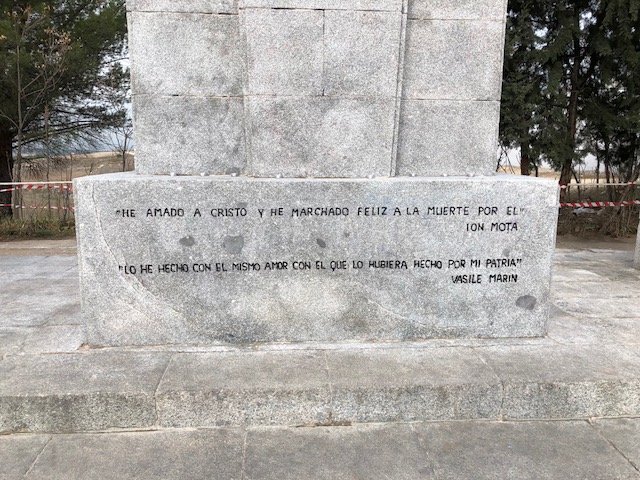 "HE AMADO A CRISTO Y HE MARCHADO FELIZ A LA MUERTE POR EL"
ION MOTA
"LO HE HECHO CON EL MISMO AMOR CON EL QUE LO HUBIERA HECHO POR MI PATRIA"
VASILE MARIN